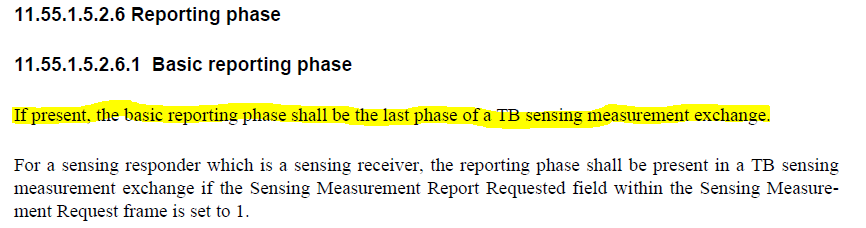 11.55.1.5.2.6 Reporting phase
11.55.1.5.2.6.1 Basic reporting phase
If present, the basic reporting phase shall be the last phase of a TB sensing measurement exchange.
For a sensing responder which is a sensing receiver, the reporting phase shall be present in a TB sensing
measurement exchange if the Sensing Measurement Report Requested field within the Sensing Measure-
ment Request frame is set to 1.